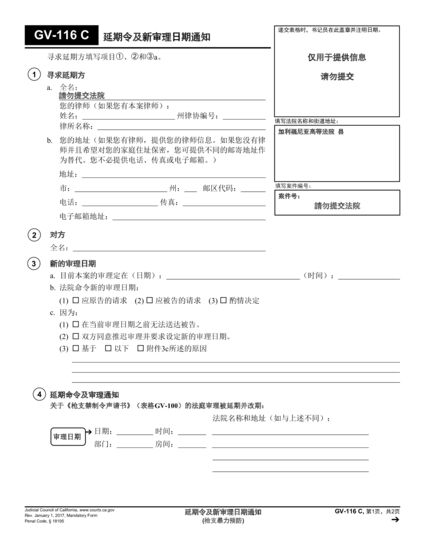 GV-116 C 延期令及新审理日期通知
递交表格时，书记员在此盖章并注明日期。
寻求延期方填写项目①、②和③a。
仅用于提供信息
请勿提交
1 寻求延期方
a. 全名：
請勿提交法院
您的律师（如果您有本案律师）：
姓名： 州律协编号：
律所名称：
填写法院名称和街道地址：
加利福尼亚高等法院 县
b. 您的地址（如果您有律师，提供您的律师信息。如果您没有律
师并且希望对您的家庭住址保密，您可提供不同的邮寄地址作
为替代。您不必提供电话、传真或电子邮箱。）
地址：
市： 州： 邮区代码：
填写案件编号：
案件号：
請勿提交法院
电话： 传真：
电子邮箱地址：
2 对方
全名：
3 新的审理日期
a. 目前本案的审理定在（日期）： （时间）：
b. 法院命令新的审理日期：
(1) ☐ 应原告的请求 (2) ☐ 应被告的请求 (3) ☐ 酌情决定
c. 因为：
(1) ☐ 在当前审理日期之前无法送达被告。
(2) ☐ 双方同意推迟审理并要求设定新的审理日期。
(3) ☐ 基于 ☐ 以下 ☐ 附件3c所述的原因
4 延期命令及审理通知
关于《枪支禁制令声请书》（表格GV-100）的法庭审理被延期并改期：
法院名称和地址（如与上述不同）：
审理日期
日期： 时间：
部门： 房间：
Judicial Council of California, www.courts.ca.gov
Rev. January 1, 2017, Mandatory Form
Penal Code, § 18195
延期令及新审理日期通知
(枪支暴力预防)
GV-116 C, 第1页，共2页